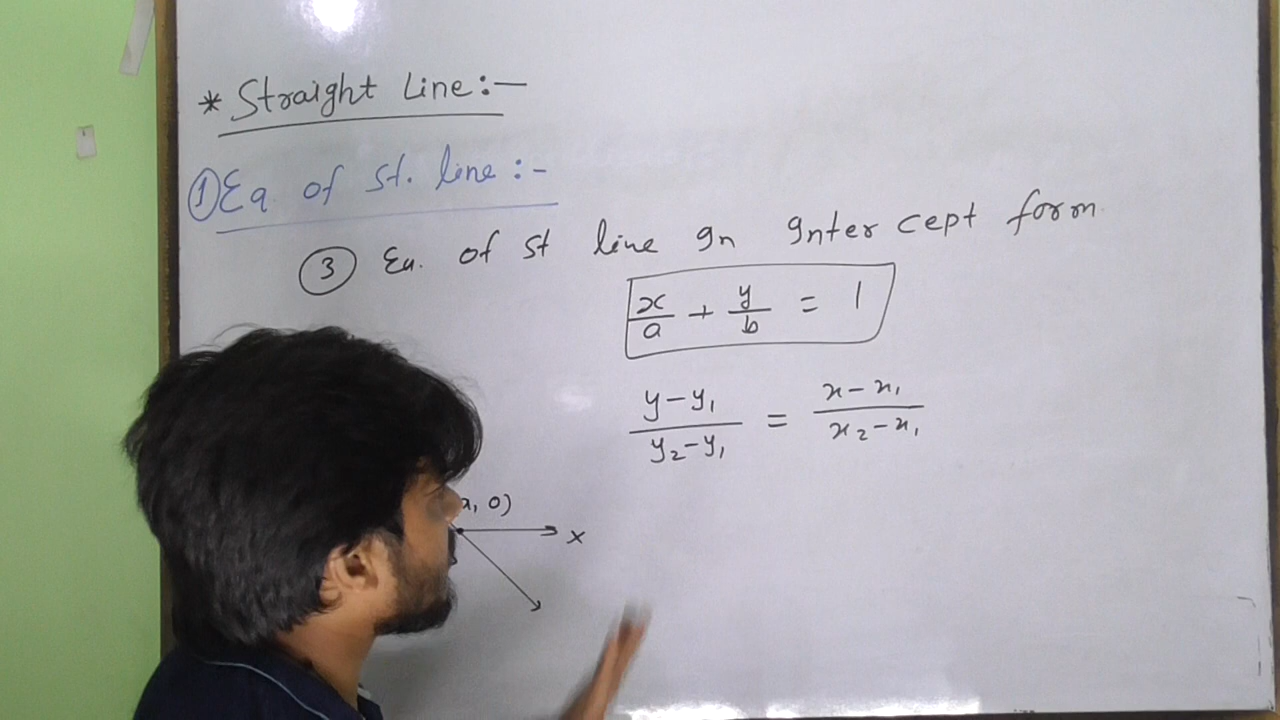 * Straight Line:-
① Eq of St. line :-
③ Eq. of St line In Intercept form
x/a + y/b = 1
y-y₁/y₂-y₁ = x-x₁/x₂-x₁
, 0)
x